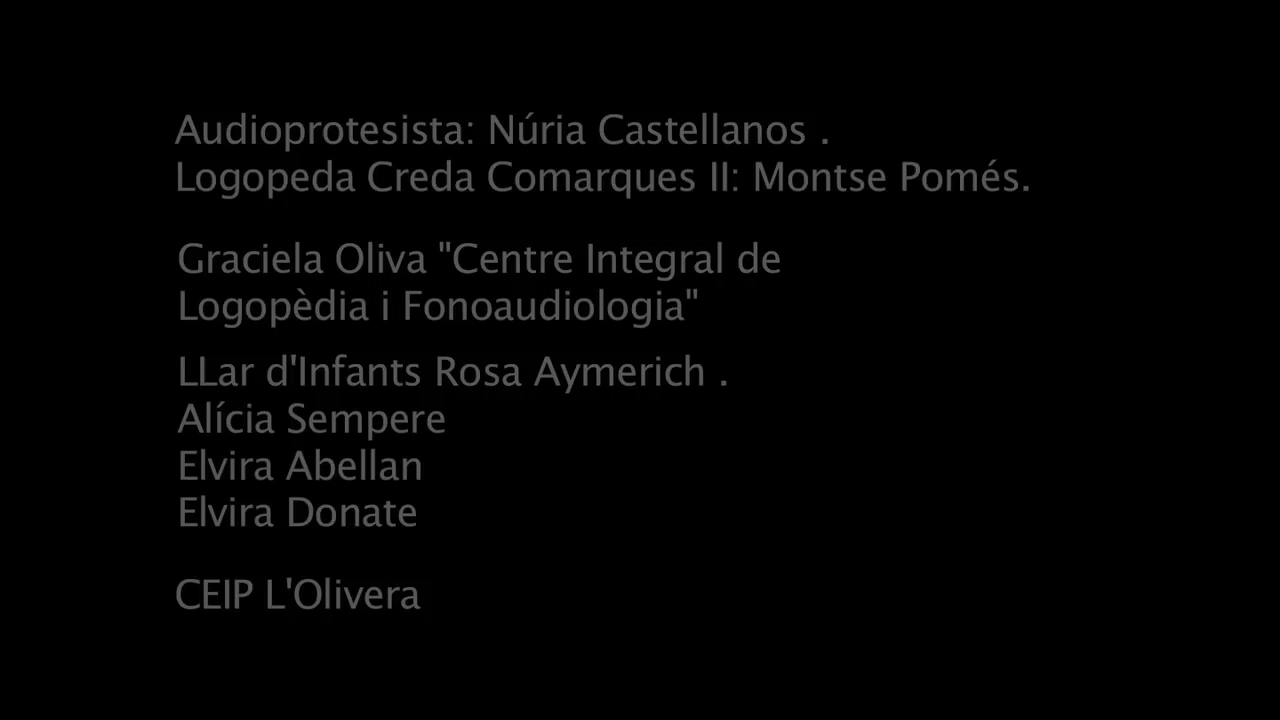 Audioprotesista: Núria Castellanos .
Logopeda Creda Comarques II: Montse Pomés.
Graciela Oliva "Centre Integral de
Logopèdia i Fonoaudiologia"
LLar d'Infants Rosa Aymerich .
Alícia Sempere
Elvira Abellan
Elvira Donate
CEIP L'Olivera